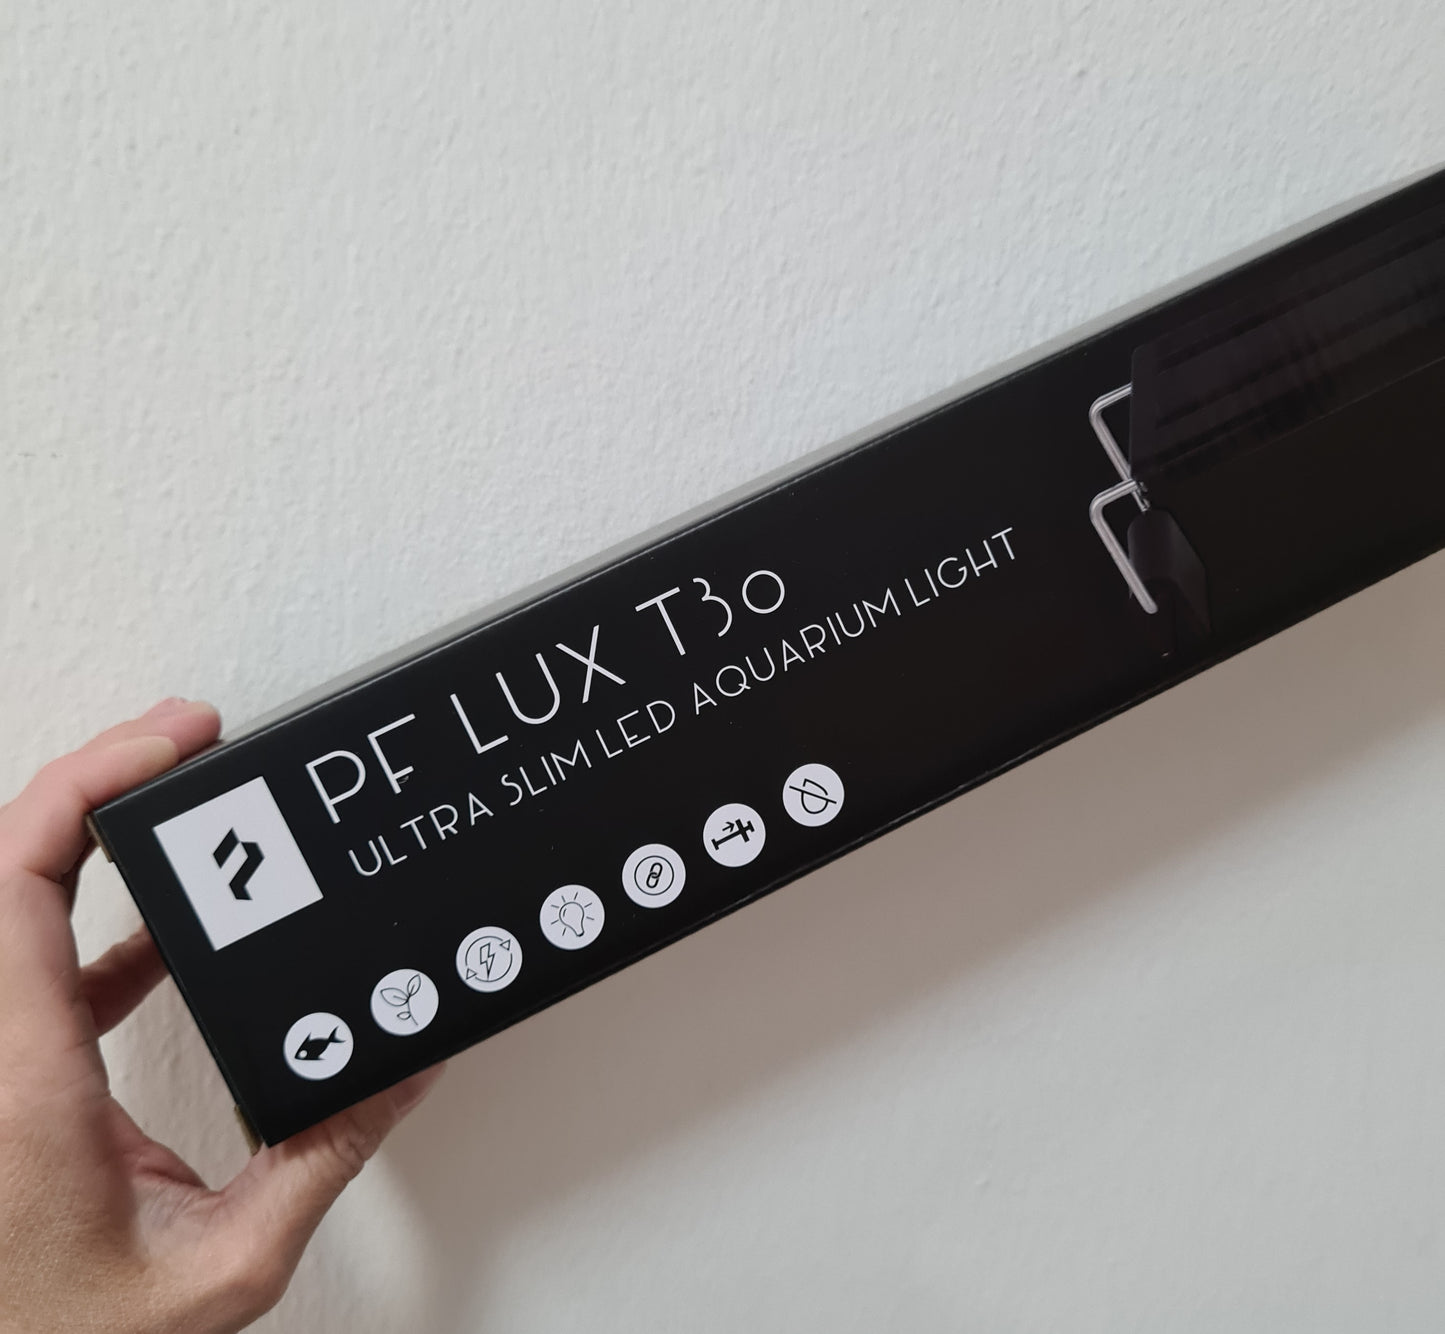 PF LUX T30
ULTRA SLIM LED AQUARIUM LIGHT